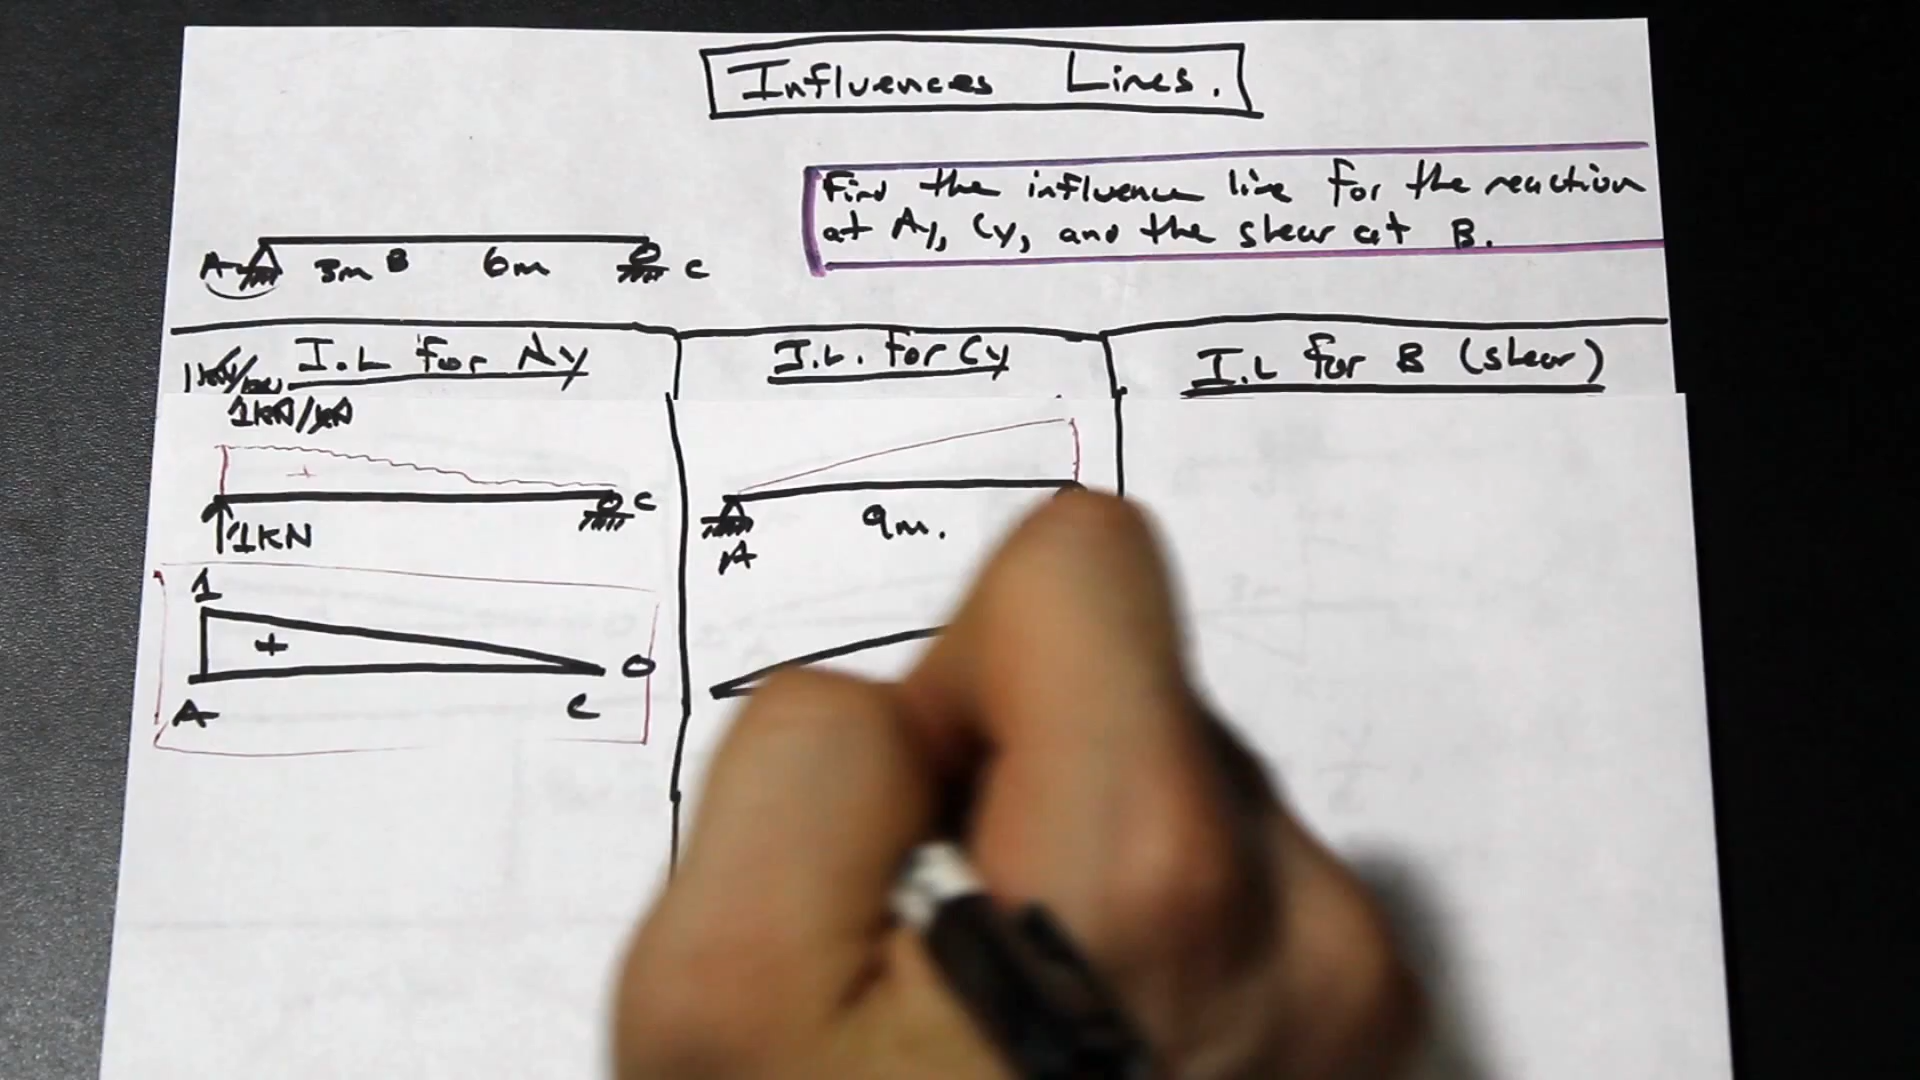 Influences Lines.
Find the influence line for the reaction
at Ay, Cy, and the shear at B.
A 3m B 6m C
I.L for Ay
I.L. for Cy
I.L for B (shear)
1kN/kN
+
C
1kN
A
9m.
1
+
0
A
C